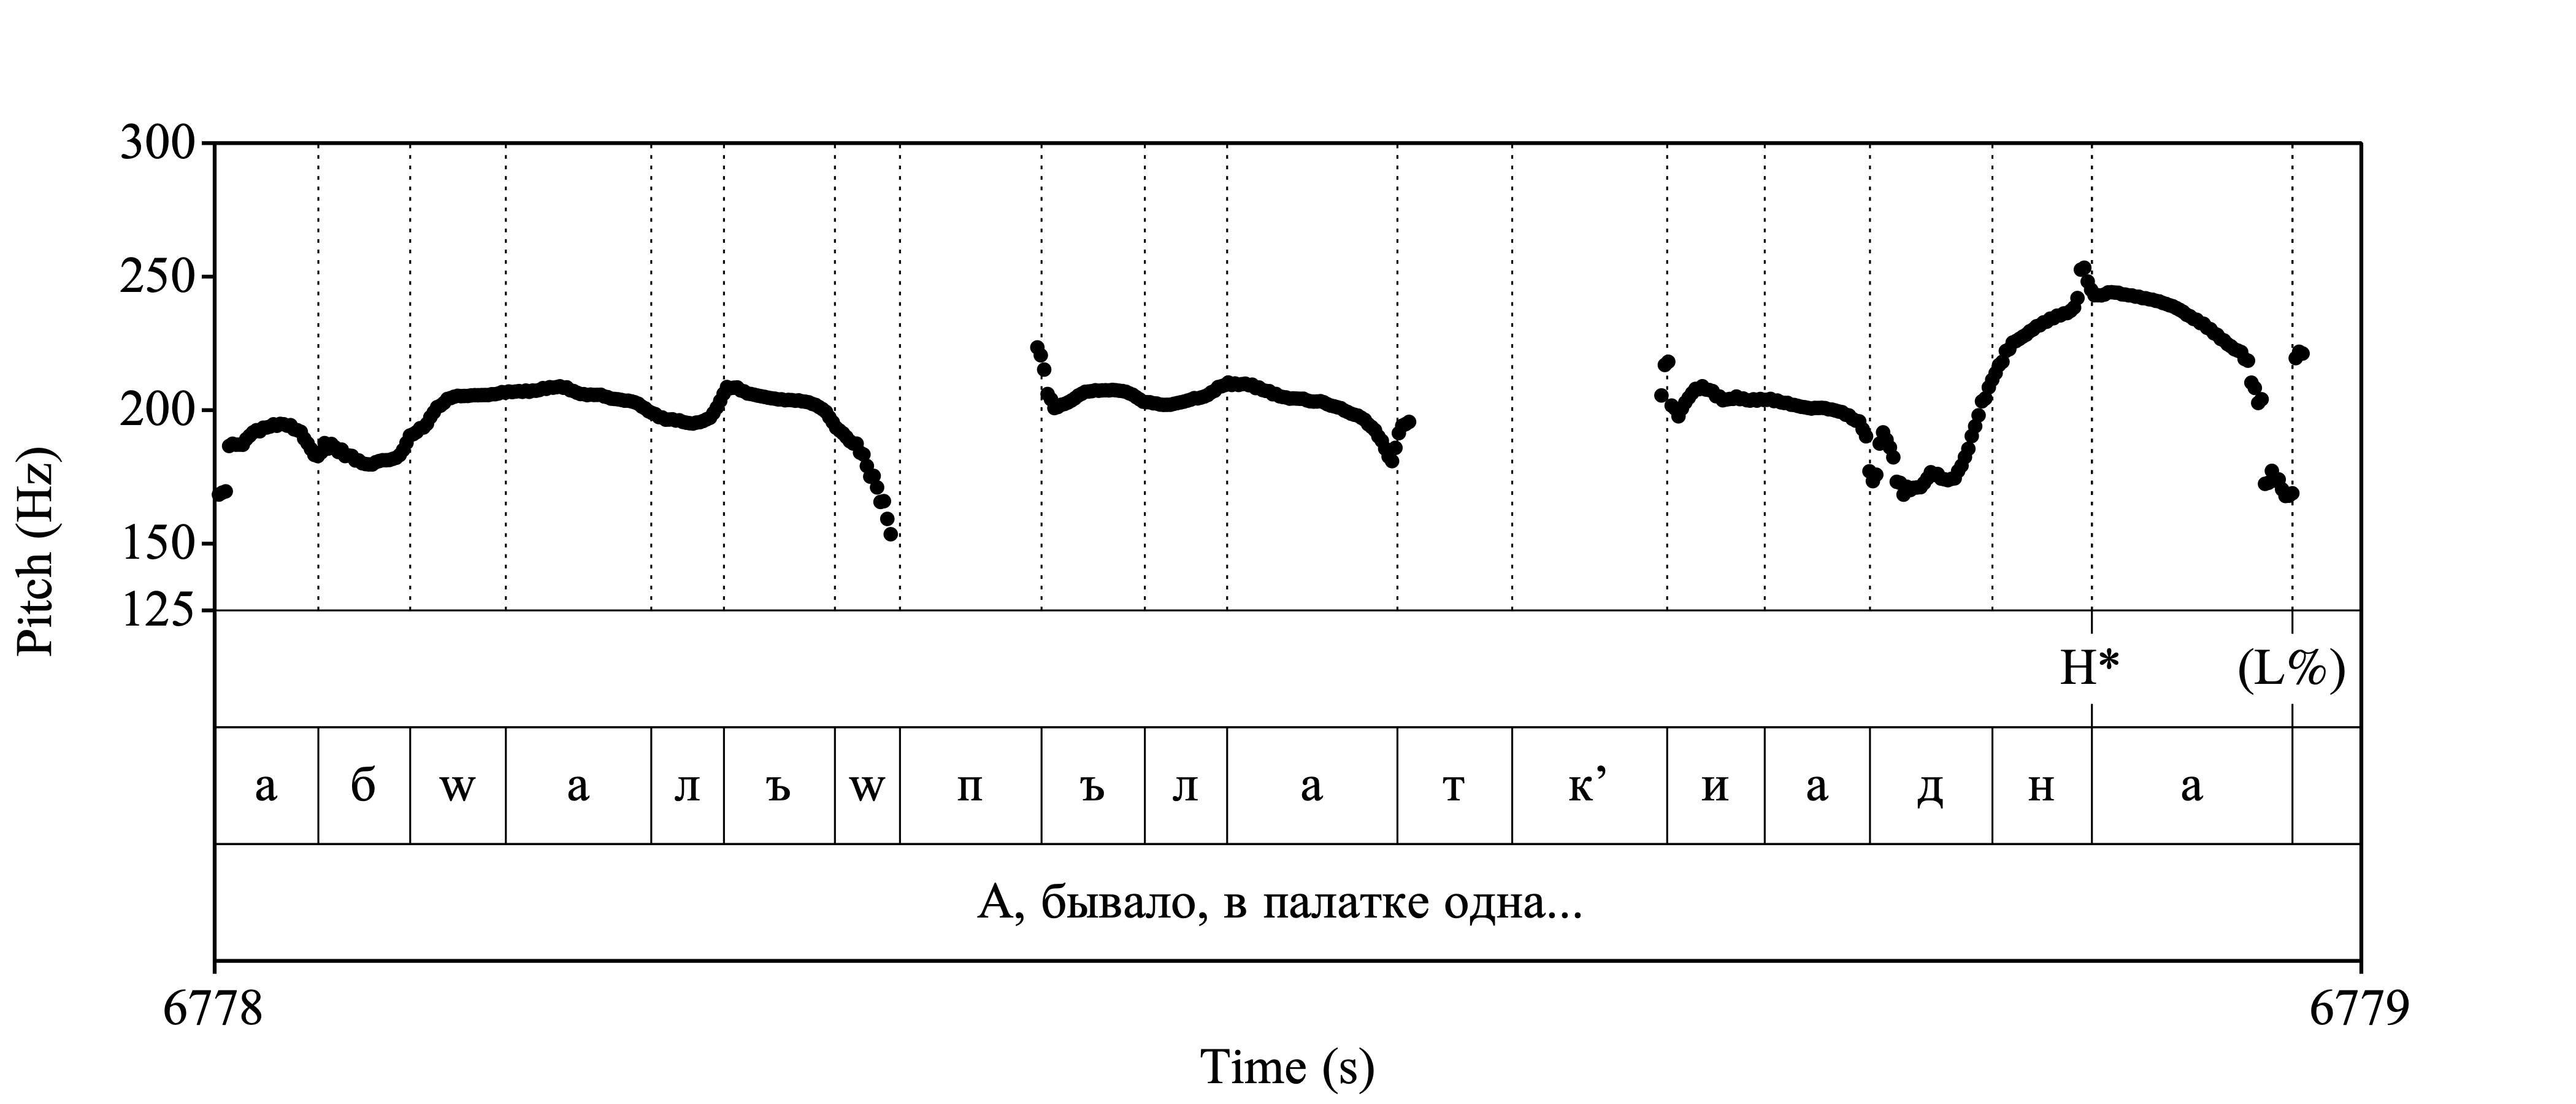 300
250
200
150
125
Pitch (Hz)
H* (L%)
а б w а л ъ w п ъ л а т к’ и а д н а
А, бывало, в палатке одна...
6778 6779
Time (s)